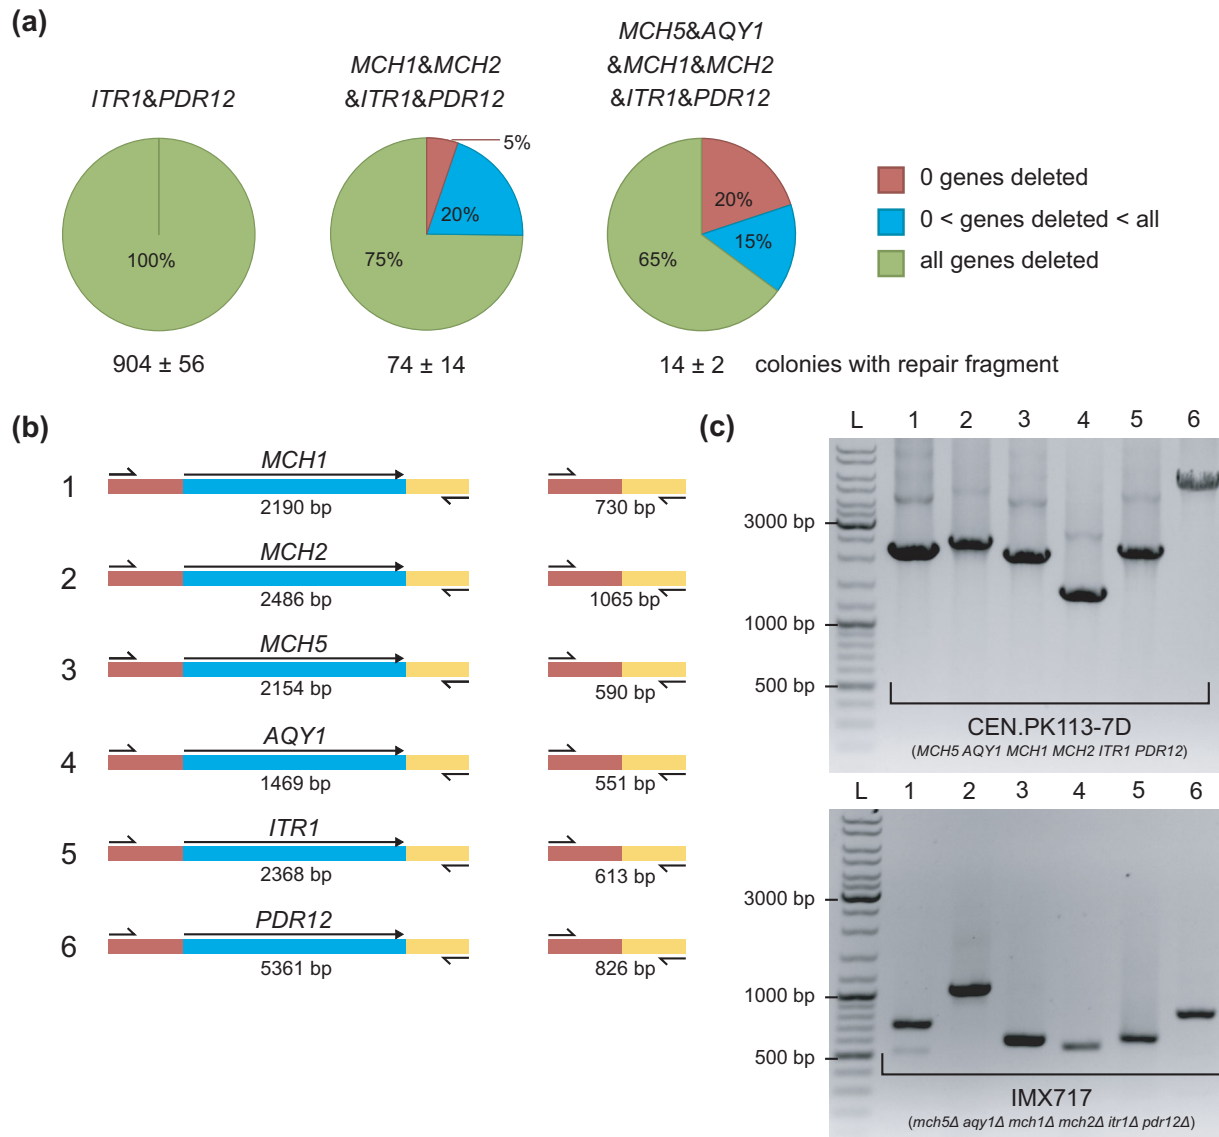 (a)
ITR1&PDR12
MCH1&MCH2
&ITR1&PDR12
MCH5&AQY1
&MCH1&MCH2
&ITR1&PDR12
100%
5%
20%
75%
20%
15%
65%
0 genes deleted
0 < genes deleted < all
all genes deleted
904 ± 56
74 ± 14
14 ± 2
colonies with repair fragment
(b)
1
MCH1
2190 bp
730 bp
2
MCH2
2486 bp
1065 bp
3
MCH5
2154 bp
590 bp
4
AQY1
1469 bp
551 bp
5
ITR1
2368 bp
613 bp
6
PDR12
5361 bp
826 bp
(c)
L 1 2 3 4 5 6
3000 bp
1000 bp
500 bp
CEN.PK113-7D
(MCH5 AQY1 MCH1 MCH2 ITR1 PDR12)
L 1 2 3 4 5 6
3000 bp
1000 bp
500 bp
IMX717
(mch5Δ aqy1Δ mch1Δ mch2Δ itr1Δ pdr12Δ)